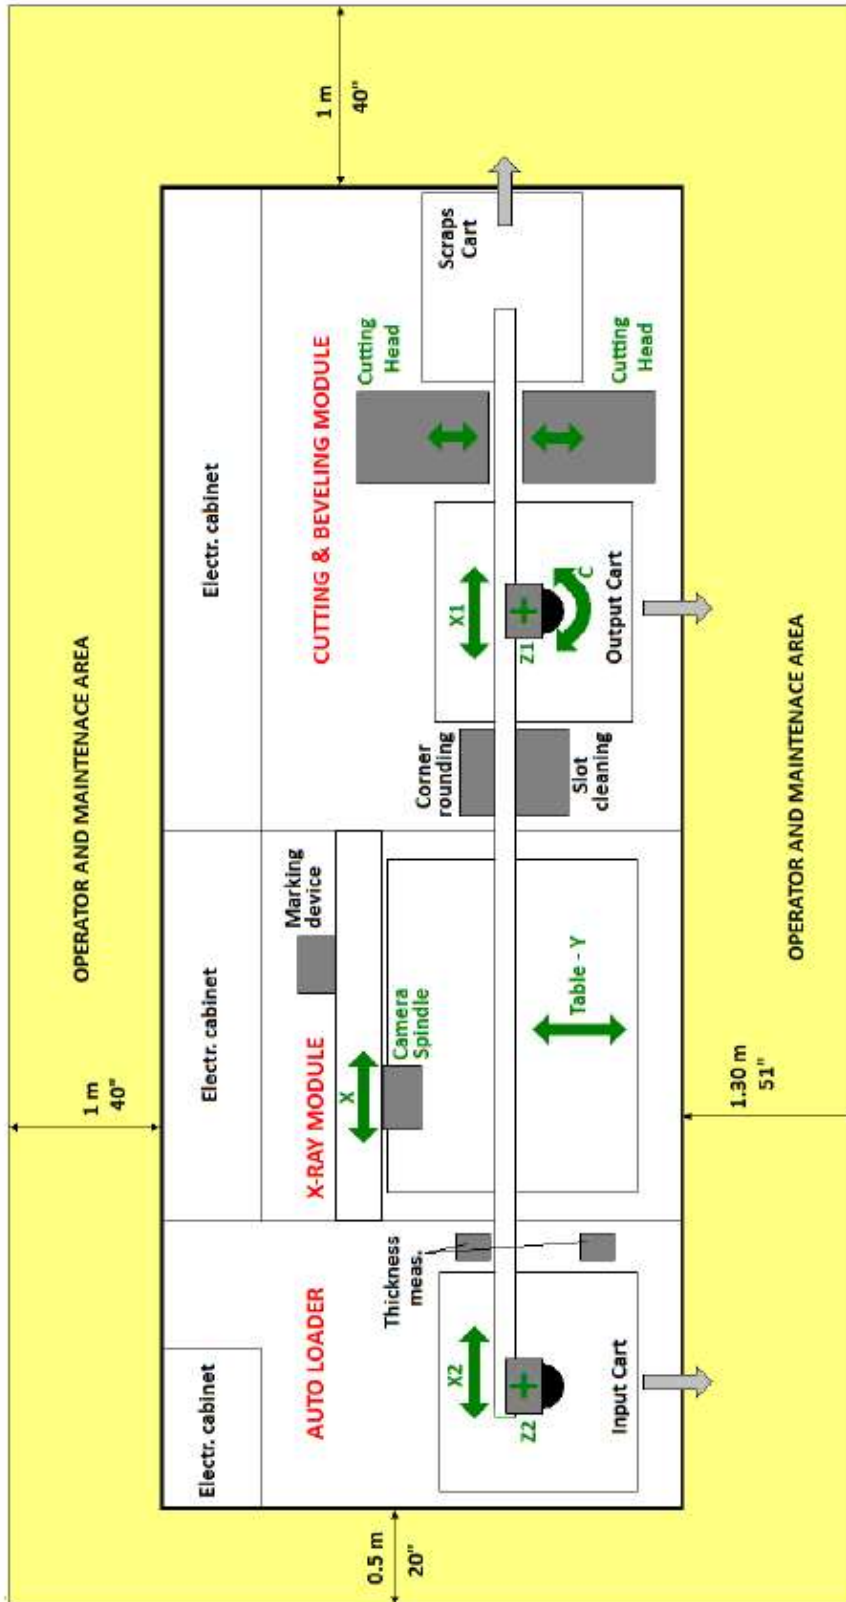 OPERATOR AND MAINTENACE AREA
1 m
40"
Electr. cabinet
Electr. cabinet
Electr. cabinet
AUTO LOADER
X-RAY MODULE
CUTTING & BEVELING MODULE
Marking
device
1 m
40"
X
0.5 m
20"
Thickness
meas.
Camera
Spindle
Cutting
Head
Corner
rounding
Scraps
Cart
X2
X1
Z2
Z1
C
Table - Y
Slot
cleaning
Input Cart
Output Cart
Cutting
Head
1.30 m
51"
OPERATOR AND MAINTENACE AREA